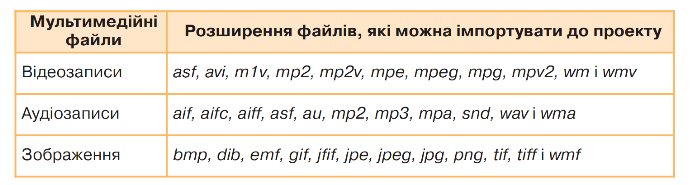 Мультимедійні файли | Розширення файлів, які можна імпортувати до проекту
Відеозаписи | asf, avi, m1v, mp2, mp2v, mpe, mpeg, mpg, mpv2, wm і wmv
Аудіозаписи | aif, aifc, aiff, asf, au, mp2, mp3, mpa, snd, wav і wma
Зображення | bmp, dib, emf, gif, jfif, jpe, jpeg, jpg, png, tif, tiff і wmf